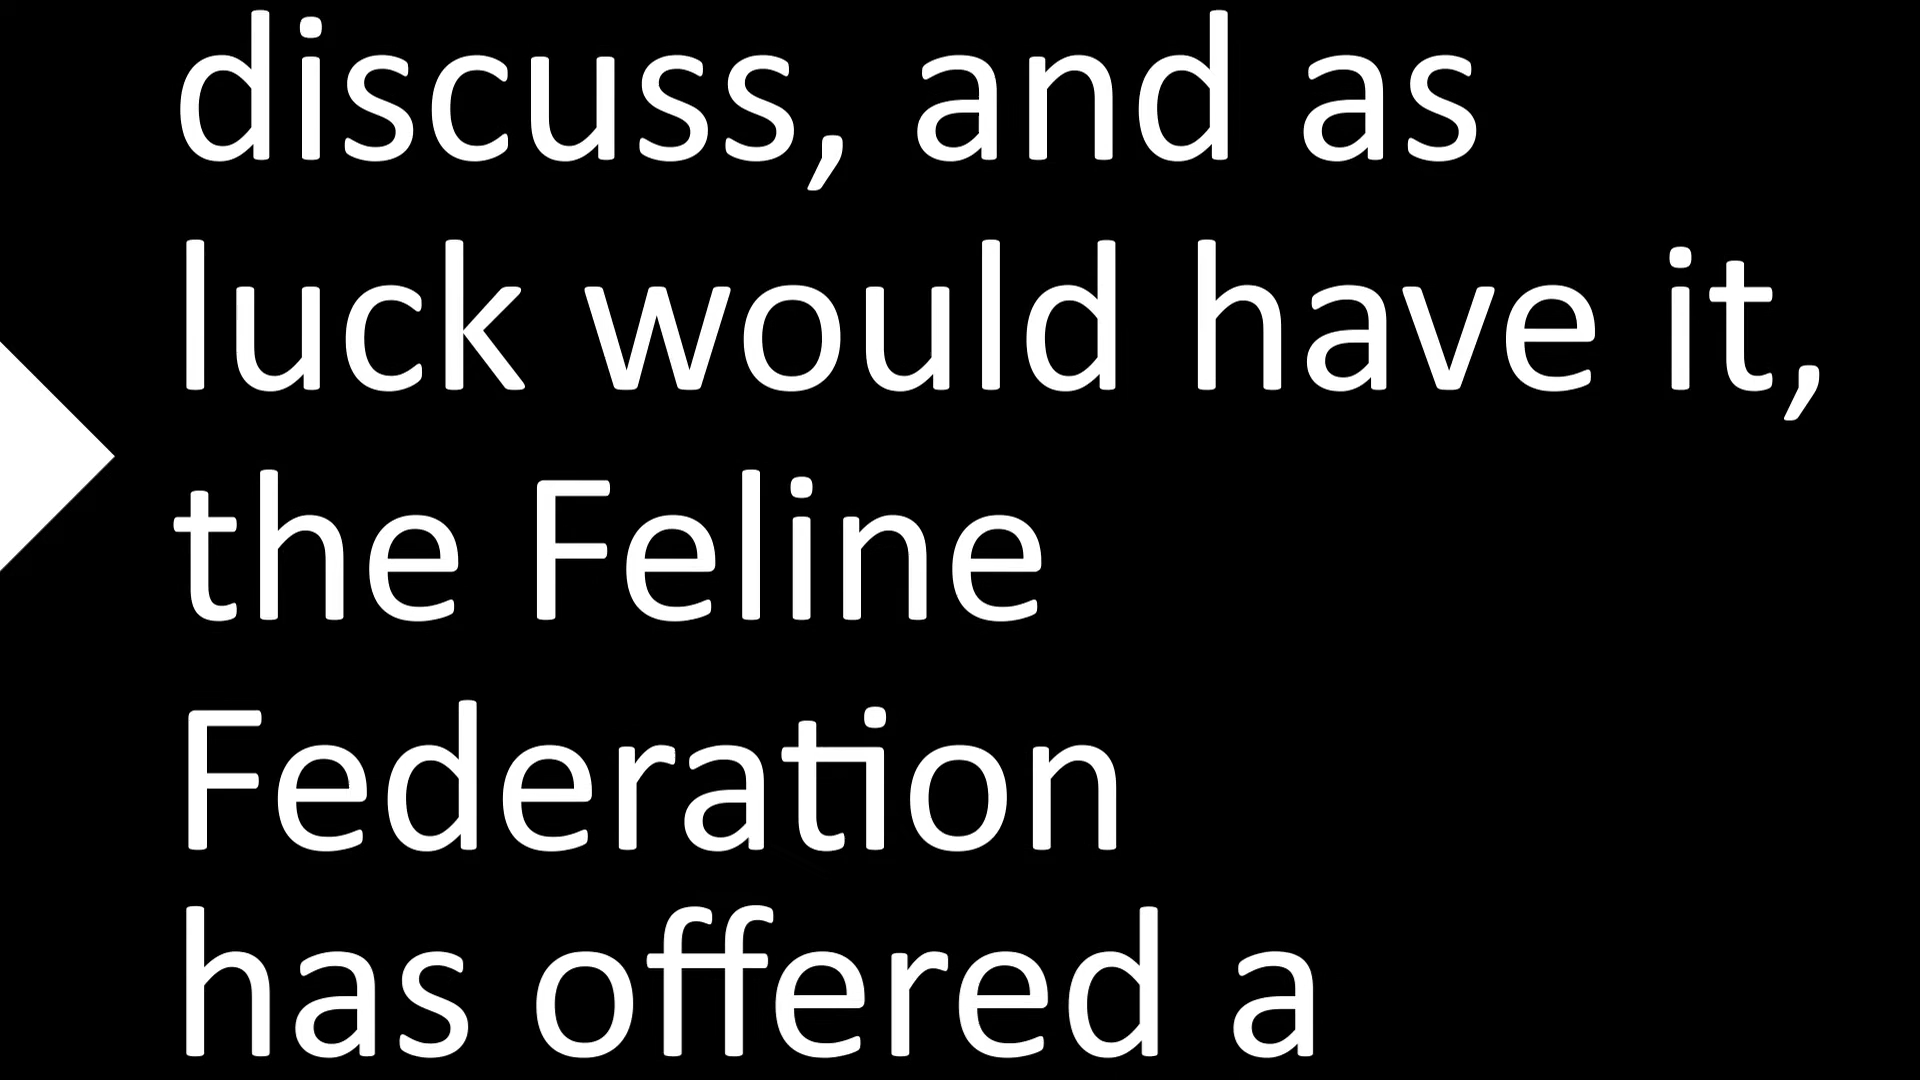 discuss, and as
luck would have it,
the Feline
Federation
has offered a